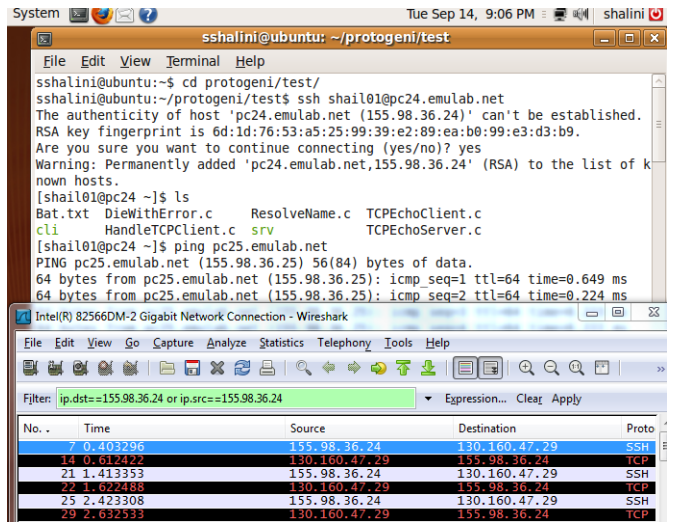 System Tue Sep 14, 9:06 PM shalini
sshalini@ubuntu: ~/protogeni/test
File Edit View Terminal Help
sshalini@ubuntu:~$ cd protogeni/test/
sshalini@ubuntu:~/protogeni/test$ ssh shail01@pc24.emulab.net
The authenticity of host 'pc24.emulab.net (155.98.36.24)' can't be established.
RSA key fingerprint is 6d:1d:76:53:a5:25:99:39:e2:89:ea:b0:99:e3:d3:b9.
Are you sure you want to continue connecting (yes/no)? yes
Warning: Permanently added 'pc24.emulab.net,155.98.36.24' (RSA) to the list of k
nown hosts.
[shail01@pc24 ~]$ ls
Bat.txt DieWithError.c ResolveName.c TCPEchoClient.c
cli HandleTCPClient.c srv TCPEchoServer.c
[shail01@pc24 ~]$ ping pc25.emulab.net
PING pc25.emulab.net (155.98.36.25) 56(84) bytes of data.
64 bytes from pc25.emulab.net (155.98.36.25): icmp_seq=1 ttl=64 time=0.649 ms
64 bytes from pc25.emulab.net (155.98.36.25): icmp_seq=2 ttl=64 time=0.224 ms
Intel(R) 82566DM-2 Gigabit Network Connection - Wireshark
File Edit View Go Capture Analyze Statistics Telephony Tools Help
Filter: ip.dst==155.98.36.24 or ip.src==155.98.36.24 Expression... Clear Apply
No. . Time Source Destination Proto
7 0.403296 155.98.36.24 130.160.47.29 SSH
14 0.612422 130.160.47.29 155.98.36.24 TCP
21 1.413353 155.98.36.24 130.160.47.29 SSH
22 1.622488 130.160.47.29 155.98.36.24 TCP
25 2.423308 155.98.36.24 130.160.47.29 SSH
29 2.632533 130.160.47.29 155.98.36.24 TCP